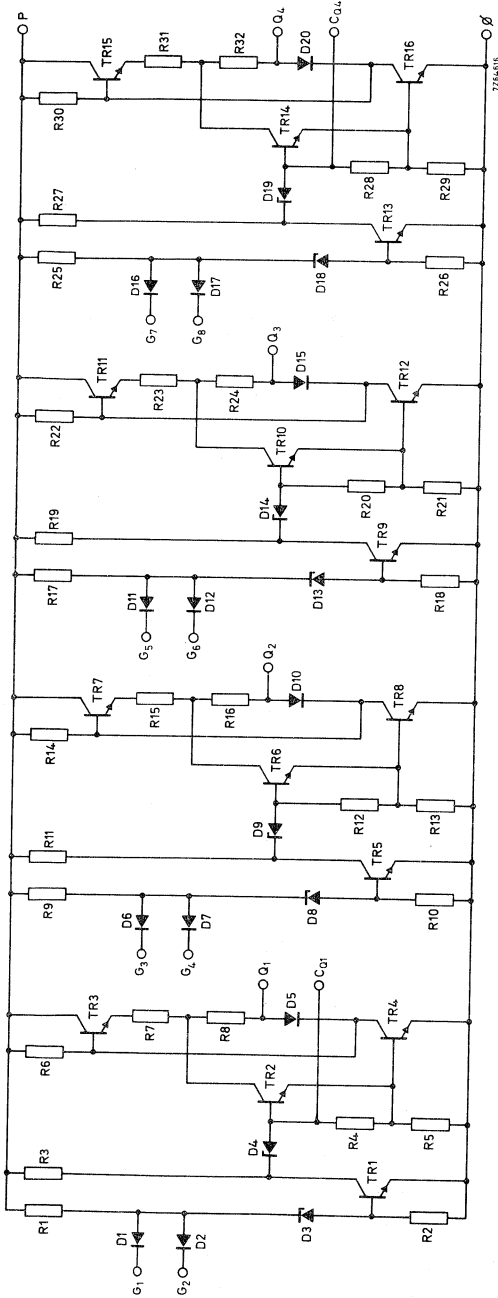 P
R30
TR15
R31
R32
Q4
D20
CQ4
TR14
TR16
R27
D19
R28
R29
R25
D16
G7
D17
G8
D18
TR13
R26
Ø
7Z64616
R22
TR11
R23
R24
Q3
D15
TR10
TR12
R19
D14
R20
R21
R17
D11
G5
D12
G6
D13
TR9
R18
R14
TR7
R15
R16
Q2
D10
TR6
TR8
R11
D9
R12
R13
R9
D6
G3
D7
G4
D8
TR5
R10
R6
TR3
R7
R8
Q1
D5
CQ1
TR2
TR4
R3
D4
R4
R5
R1
D1
G1
D2
G2
D3
TR1
R2